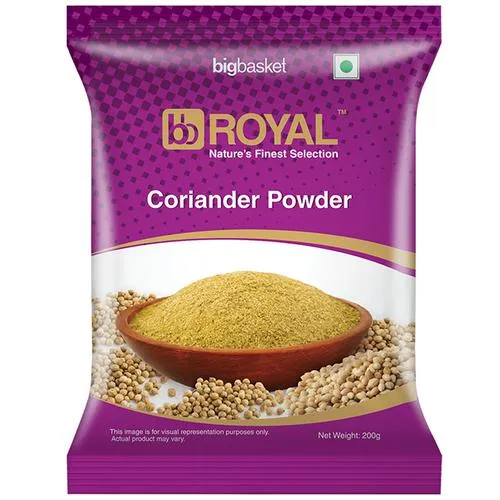 bigbasket
bb ROYAL™
Nature's Finest Selection
Coriander Powder
This image is for visual representation purposes only.
Actual product may vary.
Net Weight: 200g